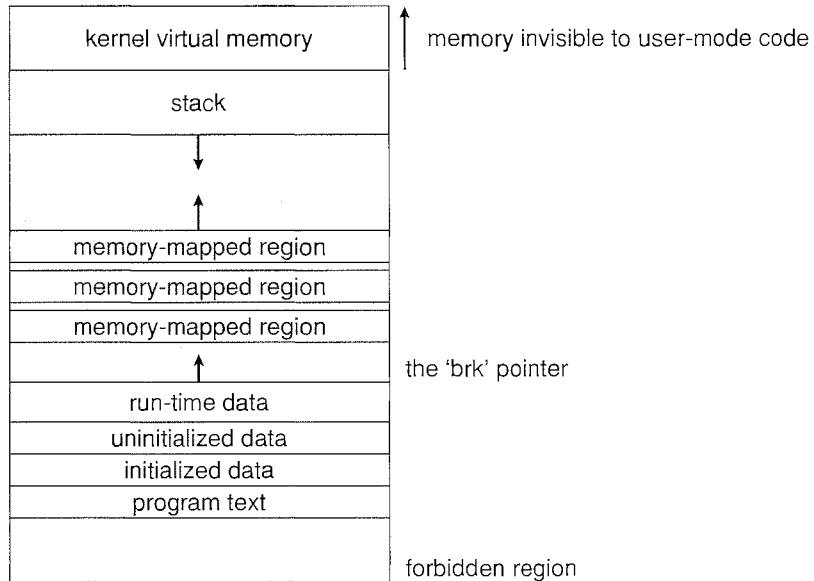 kernel virtual memory
memory invisible to user-mode code
stack
memory-mapped region
memory-mapped region
memory-mapped region
the 'brk' pointer
run-time data
uninitialized data
initialized data
program text
forbidden region